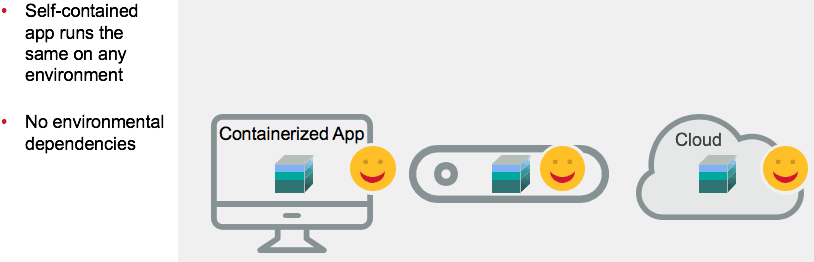 • Self-contained
app runs the
same on any
environment
• No environmental
dependencies
Containerized App
Cloud